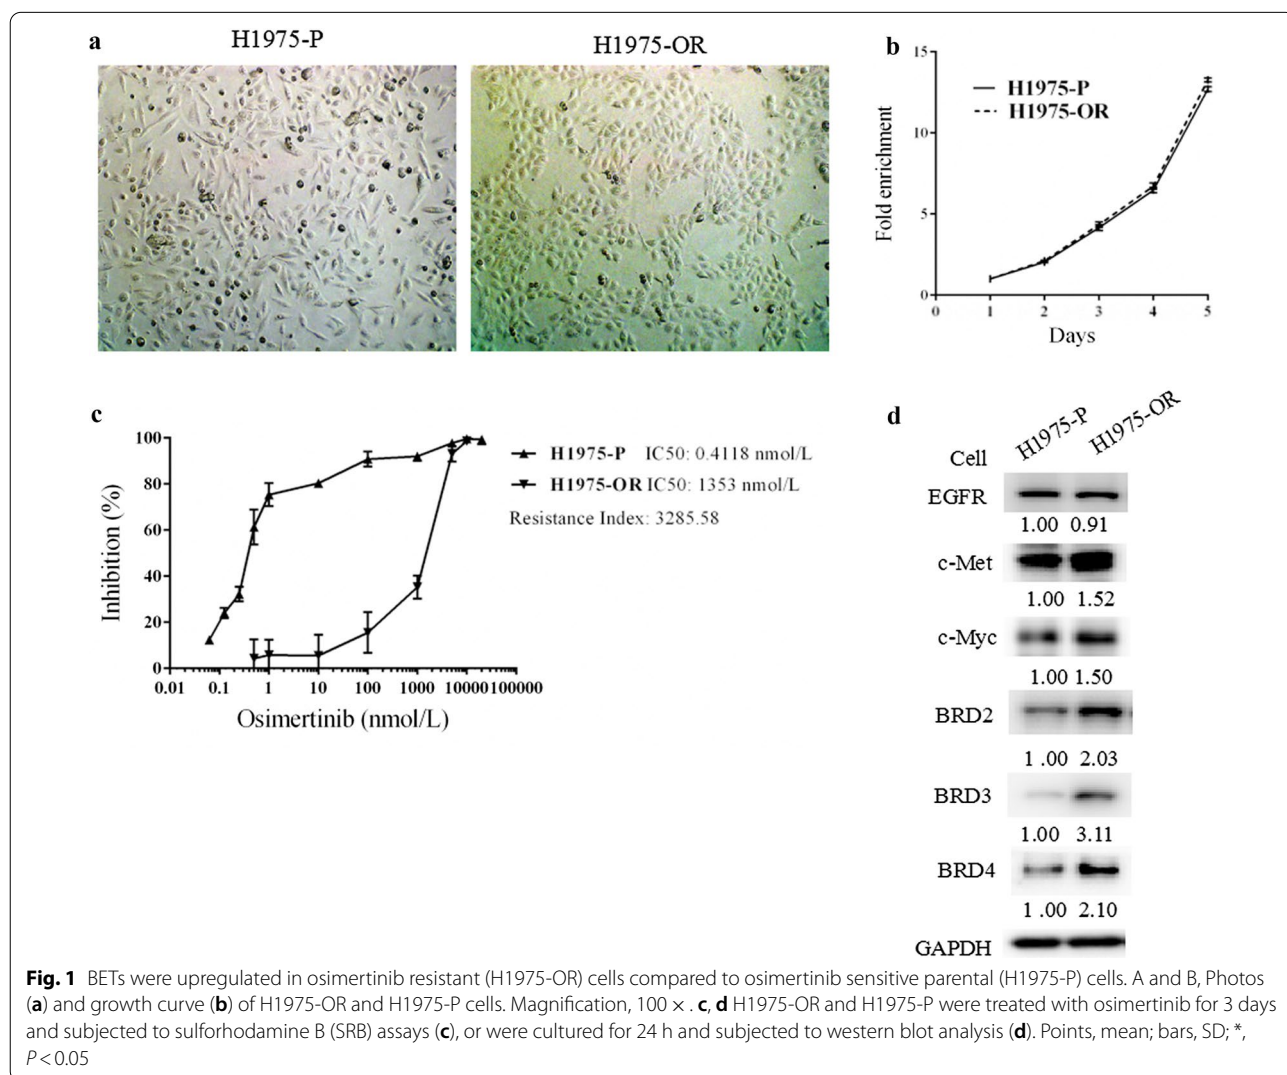 a
H1975-P
H1975-OR
b
15
10
5
0
Fold enrichment
H1975-P
H1975-OR
0 1 2 3 4 5
Days
c
100
80
60
40
20
0
Inhibition (%)
H1975-P IC50: 0.4118 nmol/L
H1975-OR IC50: 1353 nmol/L
Resistance Index: 3285.58
0.01 0.1 1 10 100 1000 10000 100000
Osimertinib (nmol/L)
d
H1975-P
H1975-OR
Cell
EGFR
1.00 0.91
c-Met
1.00 1.52
c-Myc
1.00 1.50
BRD2
1 .00 2.03
BRD3
1.00 3.11
BRD4
1 .00 2.10
GAPDH
Fig. 1 BETs were upregulated in osimertinib resistant (H1975-OR) cells compared to osimertinib sensitive parental (H1975-P) cells. A and B, Photos
(a) and growth curve (b) of H1975-OR and H1975-P cells. Magnification, 100 ×. c, d H1975-OR and H1975-P were treated with osimertinib for 3 days
and subjected to sulforhodamine B (SRB) assays (c), or were cultured for 24 h and subjected to western blot analysis (d). Points, mean; bars, SD; *,
P < 0.05